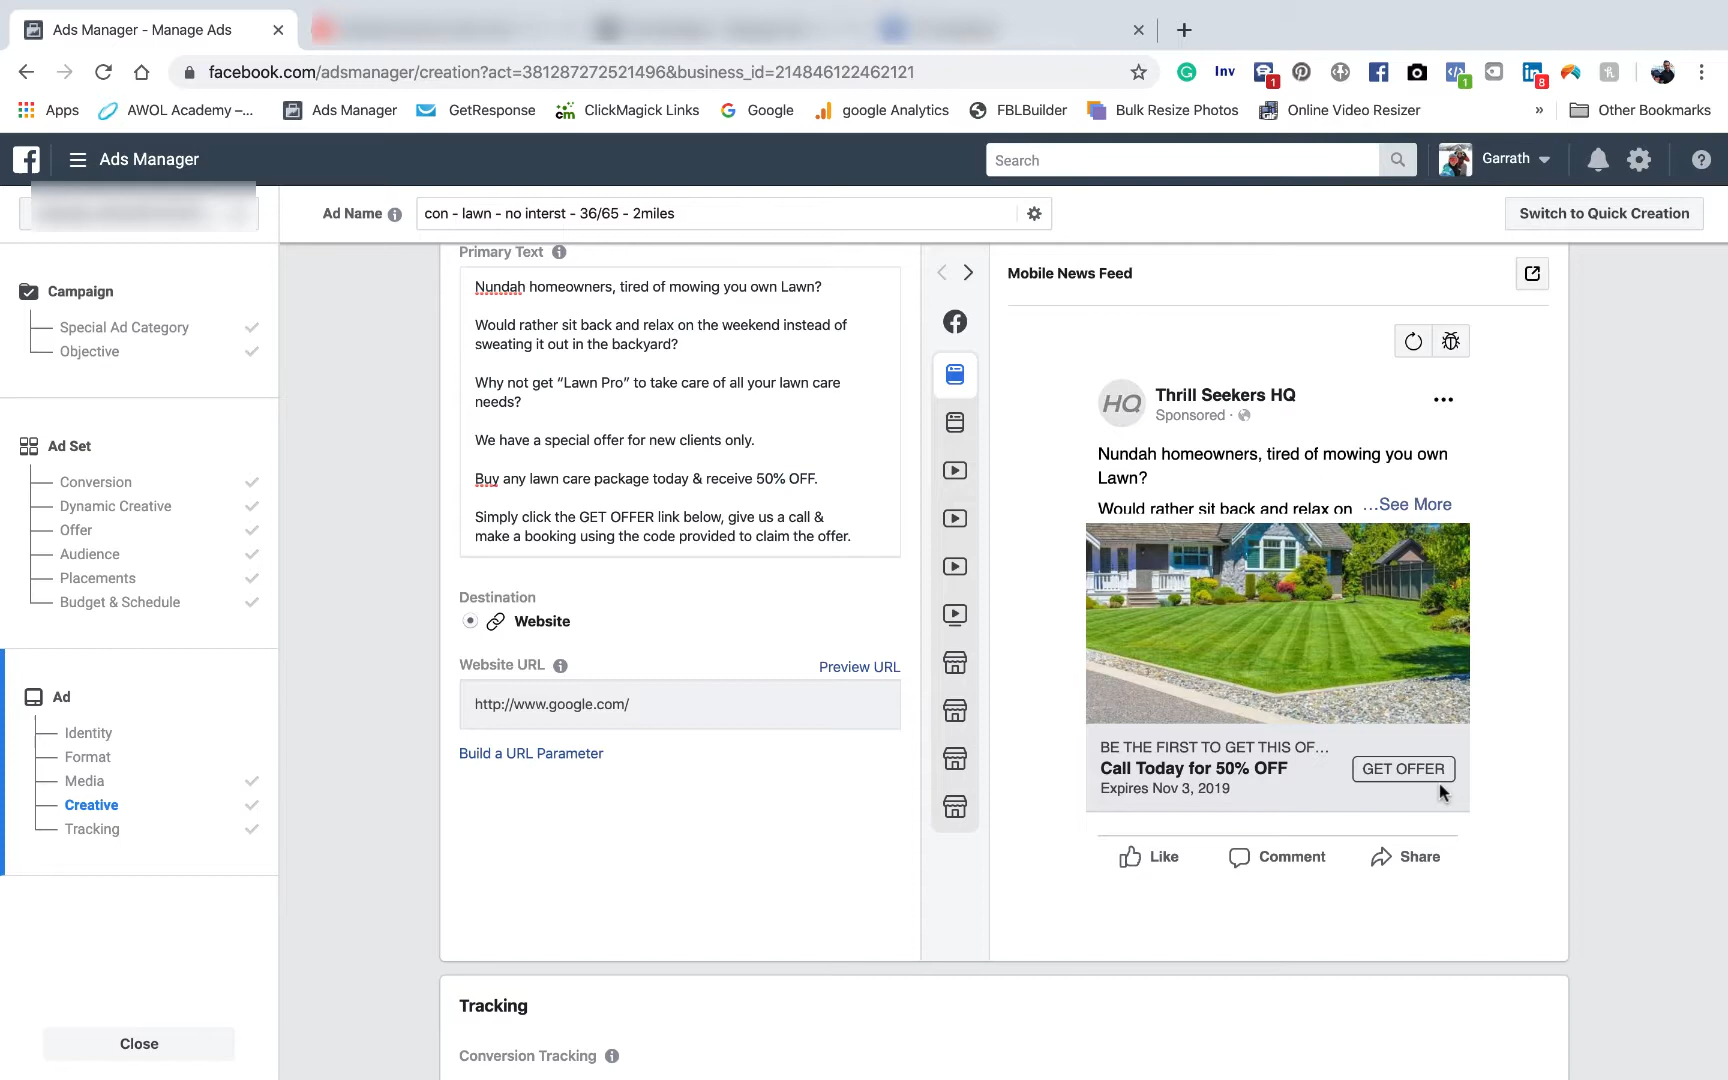 Ads Manager - Manage Ads
facebook.com/adsmanager/creation?act=381287272521496&business_id=214846122462121
Inv
1
1
8
Apps
AWOL Academy –...
Ads Manager
GetResponse
ClickMagick Links
Google
google Analytics
FBLBuilder
Bulk Resize Photos
Online Video Resizer
»
Other Bookmarks
Ads Manager
Search
Garrath
Ad Name
con - lawn - no interst - 36/65 - 2miles
Switch to Quick Creation
Campaign
Special Ad Category
Objective
Ad Set
Conversion
Dynamic Creative
Offer
Audience
Placements
Budget & Schedule
Ad
Identity
Format
Media
Creative
Tracking
Close
Primary Text
Nundah homeowners, tired of mowing you own Lawn?
Would rather sit back and relax on the weekend instead of
sweating it out in the backyard?
Why not get “Lawn Pro” to take care of all your lawn care
needs?
We have a special offer for new clients only.
Buy any lawn care package today & receive 50% OFF.
Simply click the GET OFFER link below, give us a call &
make a booking using the code provided to claim the offer.
Destination
Website
Website URL
Preview URL
http://www.google.com/
Build a URL Parameter
Mobile News Feed
HQ
Thrill Seekers HQ
Sponsored ·
Nundah homeowners, tired of mowing you own
Lawn?
Would rather sit back and relax on ...See More
BE THE FIRST TO GET THIS OF...
Call Today for 50% OFF
Expires Nov 3, 2019
GET OFFER
Like
Comment
Share
Tracking
Conversion Tracking